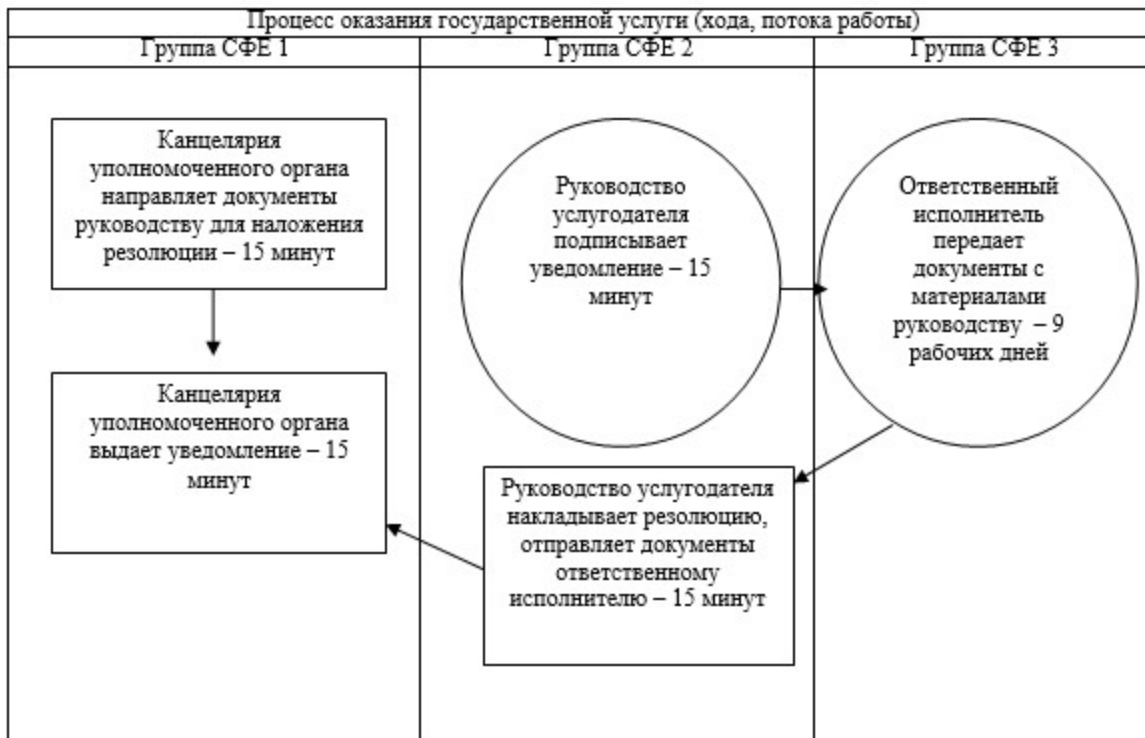 Процесс оказания государственной услуги (хода, потока работы)
Группа СФЕ 1
Группа СФЕ 2
Группа СФЕ 3
Канцелярия
уполномоченного органа
направляет документы
руководству для наложения
резолюции – 15 минут
Руководство
услугодателя
подписывает
уведомление – 15
минут
Ответственный
исполнитель
передает
документы с
материалами
руководству – 9
рабочих дней
Канцелярия
уполномоченного органа
выдает уведомление – 15
минут
Руководство услугодателя
накладывает резолюцию,
отправляет документы
ответственному
исполнителю – 15 минут